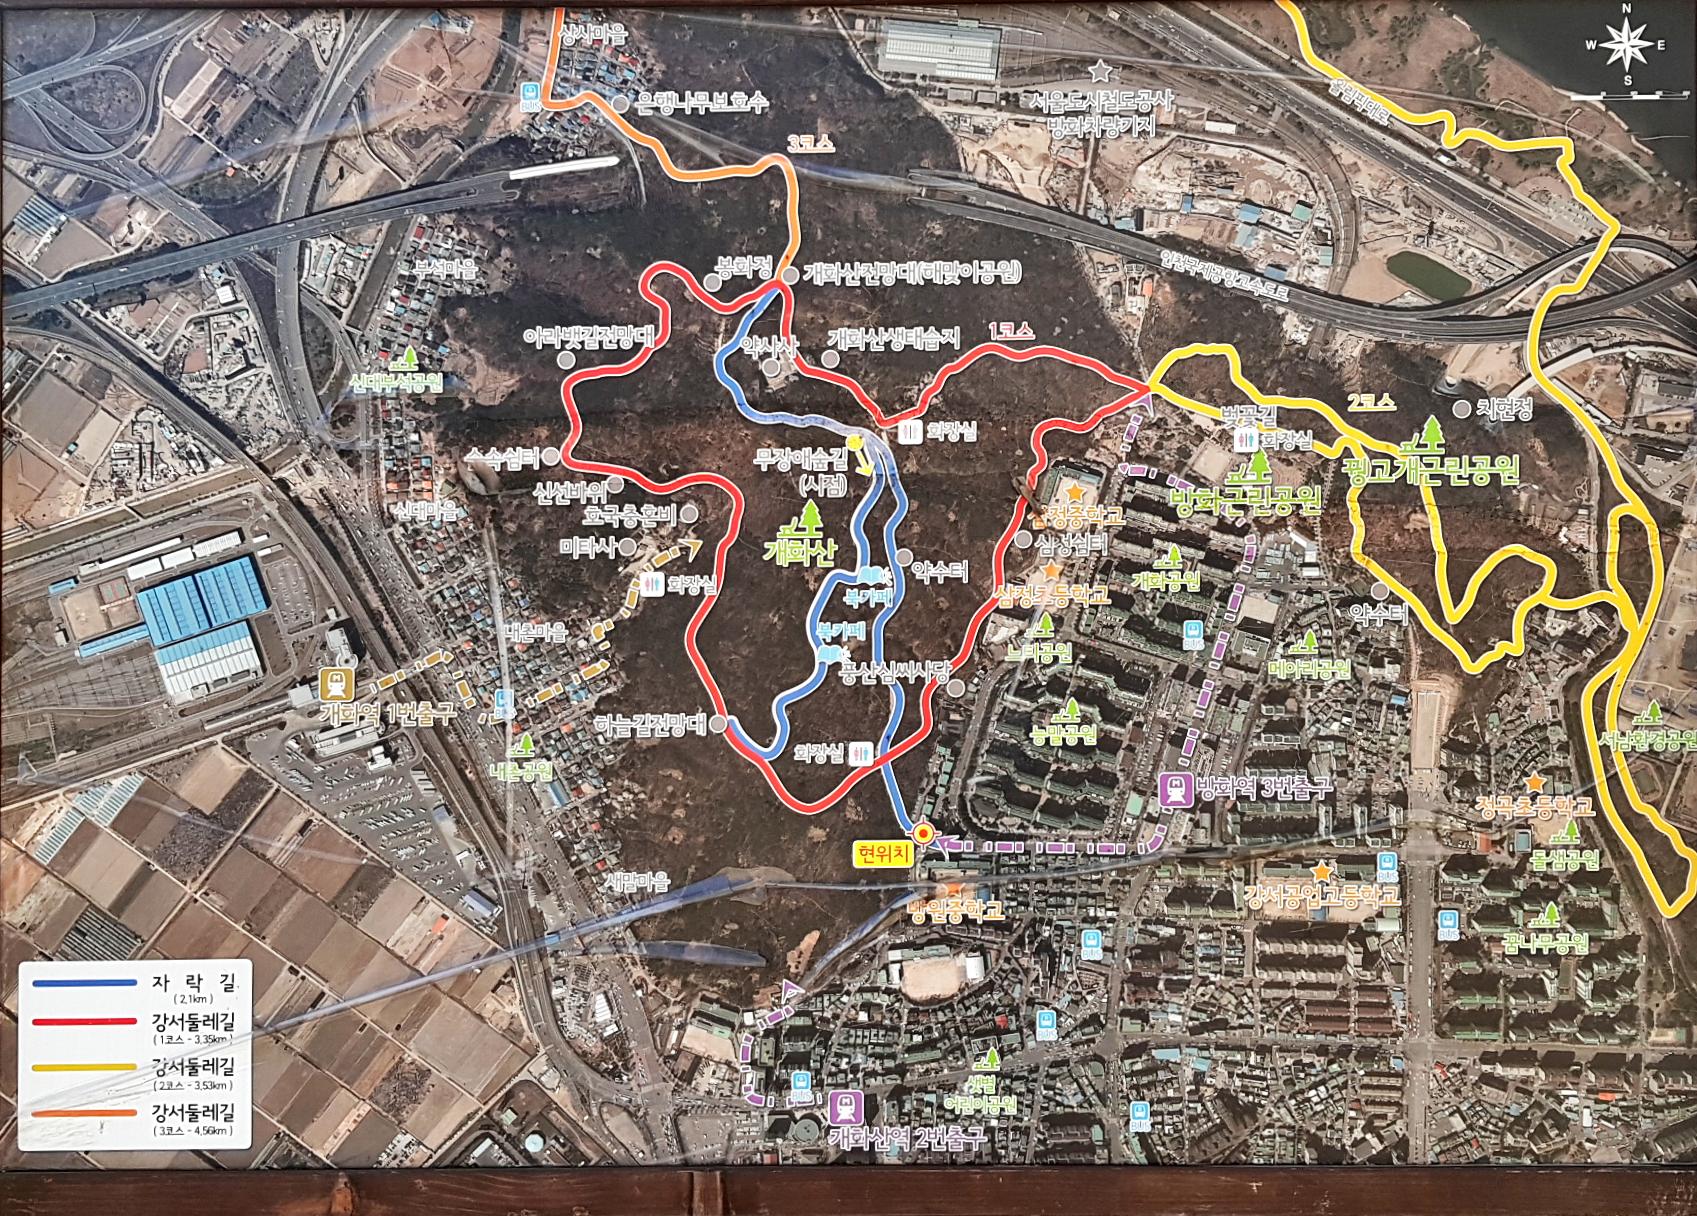 상사마을
N
W E
S
BUS
은행나무보호수
서울도시철도공사
방화차량기지
올림픽대로
3코스
부석마을
봉화정
개화산전망대(해맞이공원)
인천국제공항고속도로
아라뱃길전망대
약사사
개화산생태습지
1코스
신대부석공원
2코스
치현정
벚꽃길
화장실
화장실
무장애숲길
(시점)
숲속쉼터
신선바위
꿩고개근린공원
방화근린공원
신대마을
호국충혼비
미타사
개화산
삼정중학교
삼정쉼터
약수터
개화공원
화장실
북카페
삼정초등학교
약수터
내촌마을
북카페
BUS
느티공원
메아리공원
풍산심씨사당
개화역 1번출구
BUS
하늘길전망대
능말공원
서남환경공원
화장실
내촌공원
방화역 3번출구
정곡초등학교
현위치
돌샘공원
새말마을
방원중학교
강서공업고등학교
BUS
BUS
꿈나무공원
BUS
자 락 길
( 2.1km )
강서둘레길
( 1코스 - 3.35km )
강서둘레길
( 2코스 - 3.53km )
강서둘레길
( 3코스 - 4.56km )
BUS
BUS
샛별
어린이공원
BUS
개화산역 2번출구